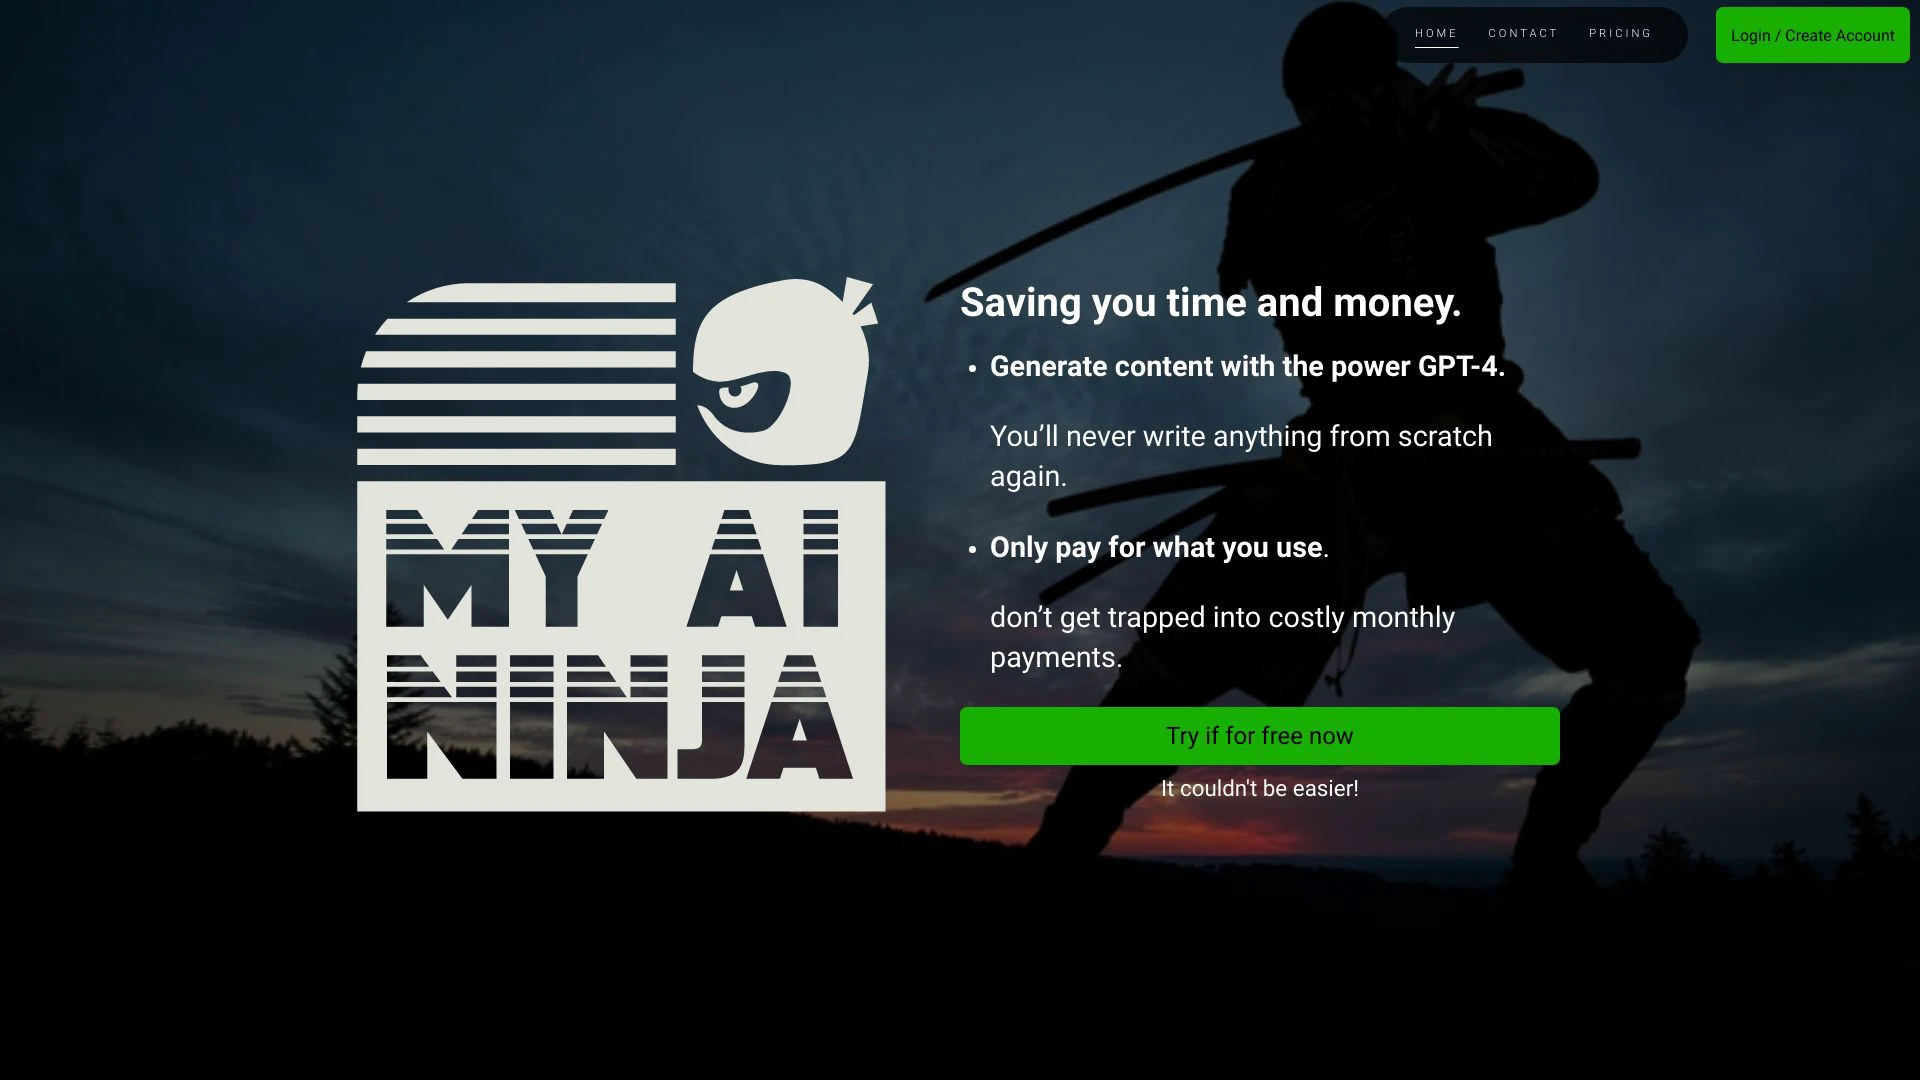 HOME CONTACT PRICING
Login / Create Account
MY AI
NINJA
Saving you time and money.
• Generate content with the power GPT-4.
You’ll never write anything from scratch
again.
• Only pay for what you use.
don’t get trapped into costly monthly
payments.
Try if for free now
It couldn't be easier!